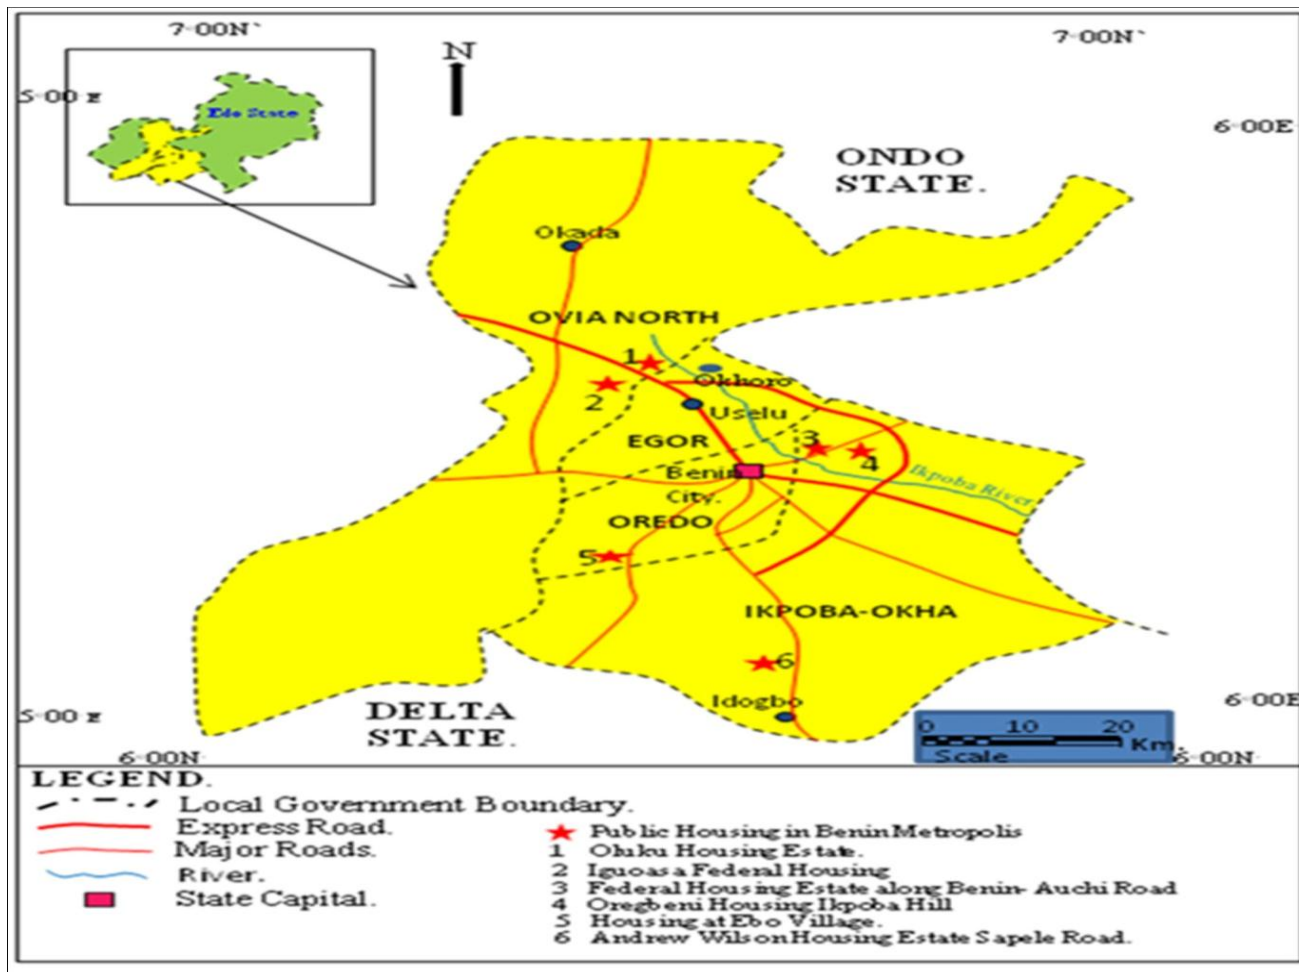 7·00N`
7·00N`
N
5·00 E
6·00E
Edo State
ONDO
STATE.
Okada
OVIA NORTH
1
Okhoro
2
Uselu
EGOR
3
4
Benin
City.
Ikpoba River
OREDO
5
IKPOBA-OKHA
6
Idogbo
DELTA
STATE.
6·00E
5·00 E
0 10 20
Km.
Scale
6·00N
6·00N
LEGEND.
Local Government Boundary.
Express Road.
Major Roads.
River.
State Capital.
Public Housing in Benin Metropolis
1 Oluku Housing Estate.
2 Iguoasa Federal Housing
3 Federal Housing Estate along Benin- Auchi Road
4 Oregbeni Housing Ikpoba Hill
5 Housing at Ebo Village.
6 Andrew Wilson Housing Estate Sapele Road.